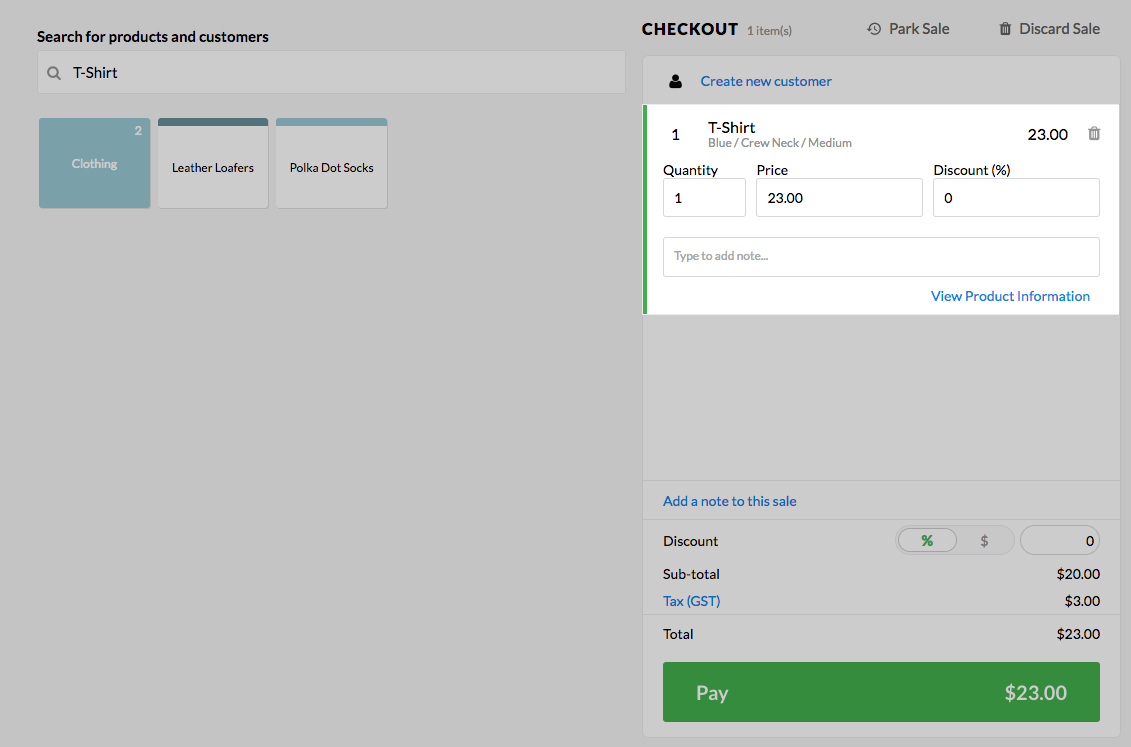 Search for products and customers
T-Shirt
2
Clothing
Leather Loafers
Polka Dot Socks
CHECKOUT 1 item(s)
Park Sale
Discard Sale
Create new customer
1 T-Shirt 23.00
Blue / Crew Neck / Medium
Quantity Price Discount (%)
1 23.00 0
Type to add note...
View Product Information
Add a note to this sale
Discount % $ 0
Sub-total $20.00
Tax (GST) $3.00
Total $23.00
Pay $23.00